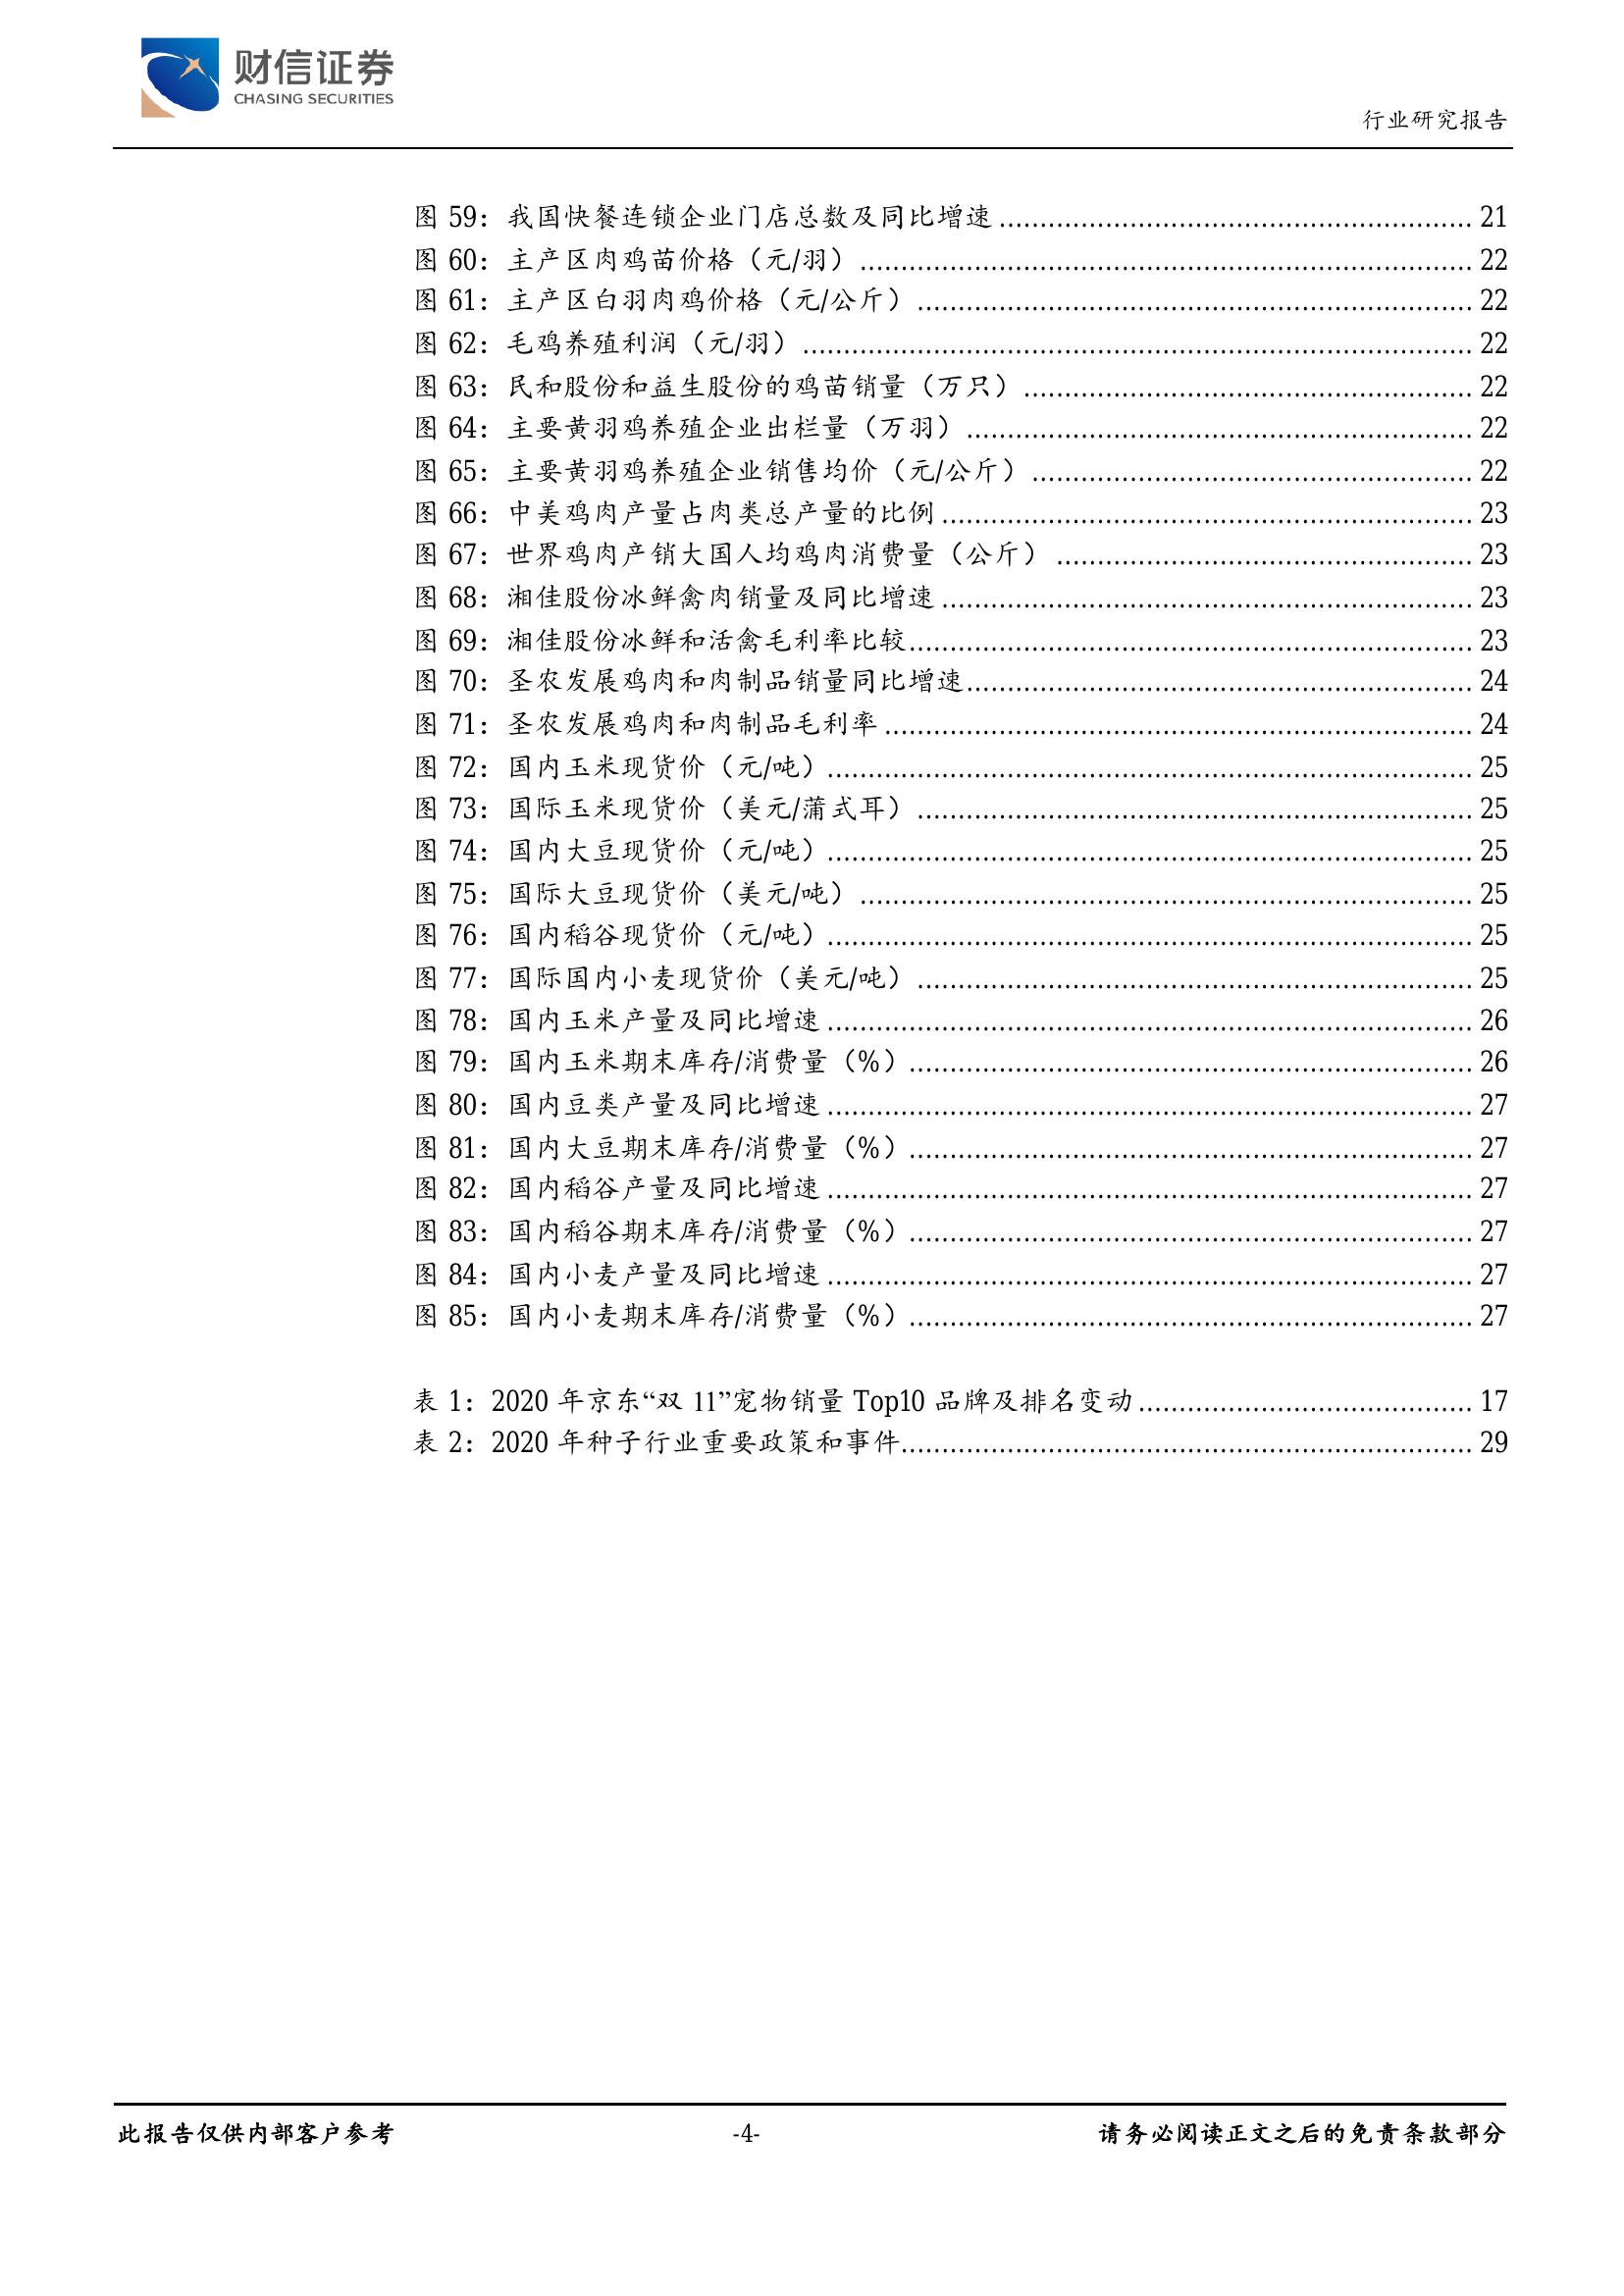 财信证券
CHASING SECURITIES
行业研究报告
图 59：我国快餐连锁企业门店总数及同比增速 ........................................................ 21
图 60：主产区肉鸡苗价格（元/羽） ........................................................ 22
图 61：主产区白羽肉鸡价格（元/公斤） ........................................................ 22
图 62：毛鸡养殖利润（元/羽） ........................................................ 22
图 63：民和股份和益生股份的鸡苗销量（万只） ........................................................ 22
图 64：主要黄羽鸡养殖企业出栏量（万羽） ........................................................ 22
图 65：主要黄羽鸡养殖企业销售均价（元/公斤） ........................................................ 22
图 66：中美鸡肉产量占肉类总产量的比例 ........................................................ 23
图 67：世界鸡肉产销大国人均鸡肉消费量（公斤） ........................................................ 23
图 68：湘佳股份冰鲜禽肉销量及同比增速 ........................................................ 23
图 69：湘佳股份冰鲜和活禽毛利率比较 ........................................................ 23
图 70：圣农发展鸡肉和肉制品销量同比增速 ........................................................ 24
图 71：圣农发展鸡肉和肉制品毛利率 ........................................................ 24
图 72：国内玉米现货价（元/吨） ........................................................ 25
图 73：国际玉米现货价（美元/蒲式耳） ........................................................ 25
图 74：国内大豆现货价（元/吨） ........................................................ 25
图 75：国际大豆现货价（美元/吨） ........................................................ 25
图 76：国内稻谷现货价（元/吨） ........................................................ 25
图 77：国际国内小麦现货价（美元/吨） ........................................................ 25
图 78：国内玉米产量及同比增速 ........................................................ 26
图 79：国内玉米期末库存/消费量（%） ........................................................ 26
图 80：国内豆类产量及同比增速 ........................................................ 27
图 81：国内大豆期末库存/消费量（%） ........................................................ 27
图 82：国内稻谷产量及同比增速 ........................................................ 27
图 83：国内稻谷期末库存/消费量（%） ........................................................ 27
图 84：国内小麦产量及同比增速 ........................................................ 27
图 85：国内小麦期末库存/消费量（%） ........................................................ 27
表 1：2020 年京东“双 11”宠物销量 Top10 品牌及排名变动 ........................................................ 17
表 2：2020 年种子行业重要政策和事件 ........................................................ 29
此报告仅供内部客户参考
-4-
请务必阅读正文之后的免责条款部分